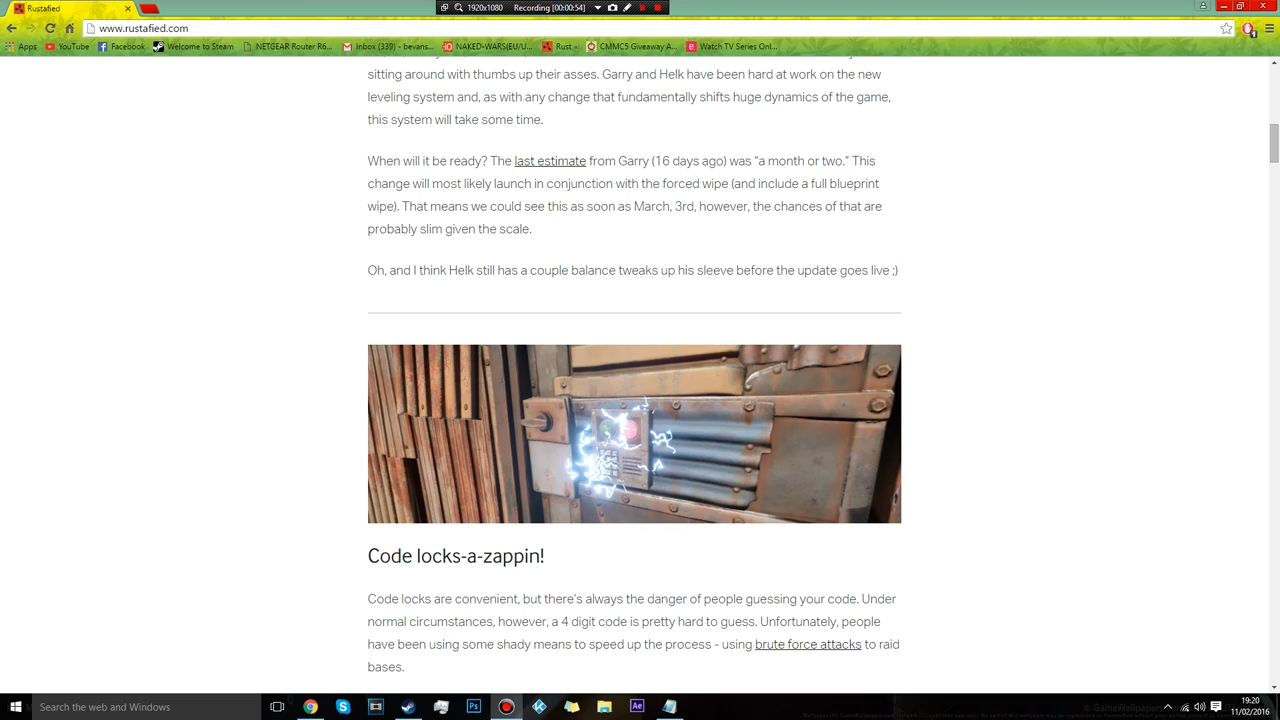 Rustafied
1920x1080
Recording [00:00:54]
www.rustafied.com
Apps
YouTube
Facebook
Welcome to Steam
NETGEAR Router R6...
Inbox (339) - bevans...
NAKED-WARS(EU/U...
Rust -
CMMC5 Giveaway A...
Watch TV Series Onl...
sitting around with thumbs up their asses. Garry and Helk have been hard at work on the new
leveling system and, as with any change that fundamentally shifts huge dynamics of the game,
this system will take some time.
When will it be ready? The last estimate from Garry (16 days ago) was “a month or two.” This
change will most likely launch in conjunction with the forced wipe (and include a full blueprint
wipe). That means we could see this as soon as March, 3rd, however, the chances of that are
probably slim given the scale.
Oh, and I think Helk still has a couple balance tweaks up his sleeve before the update goes live ;)
Code locks-a-zappin!
Code locks are convenient, but there's always the danger of people guessing your code. Under
normal circumstances, however, a 4 digit code is pretty hard to guess. Unfortunately, people
have been using some shady means to speed up the process - using brute force attacks to raid
bases.
Search the web and Windows
Ps
Ae
19:20
11/02/2016
© GameWallpapers